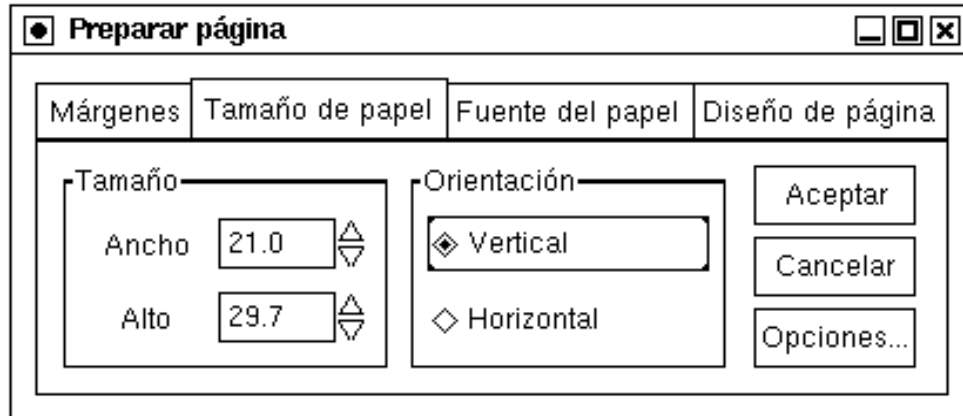 Preparar página
Márgenes Tamaño de papel Fuente del papel Diseño de página
Tamaño
Ancho 21.0
Alto 29.7
Orientación
Vertical
Horizontal
Aceptar
Cancelar
Opciones...